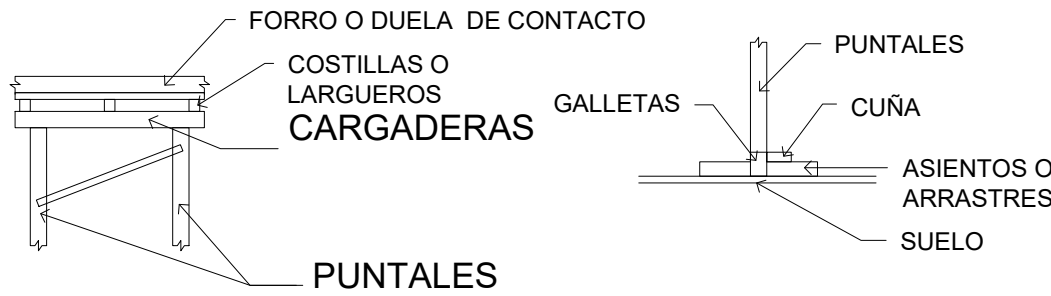 FORRO O DUELA DE CONTACTO
COSTILLAS O
LARGUEROS
CARGADERAS
PUNTALES
PUNTALES
GALLETAS
CUÑA
ASIENTOS O
ARRASTRES
SUELO